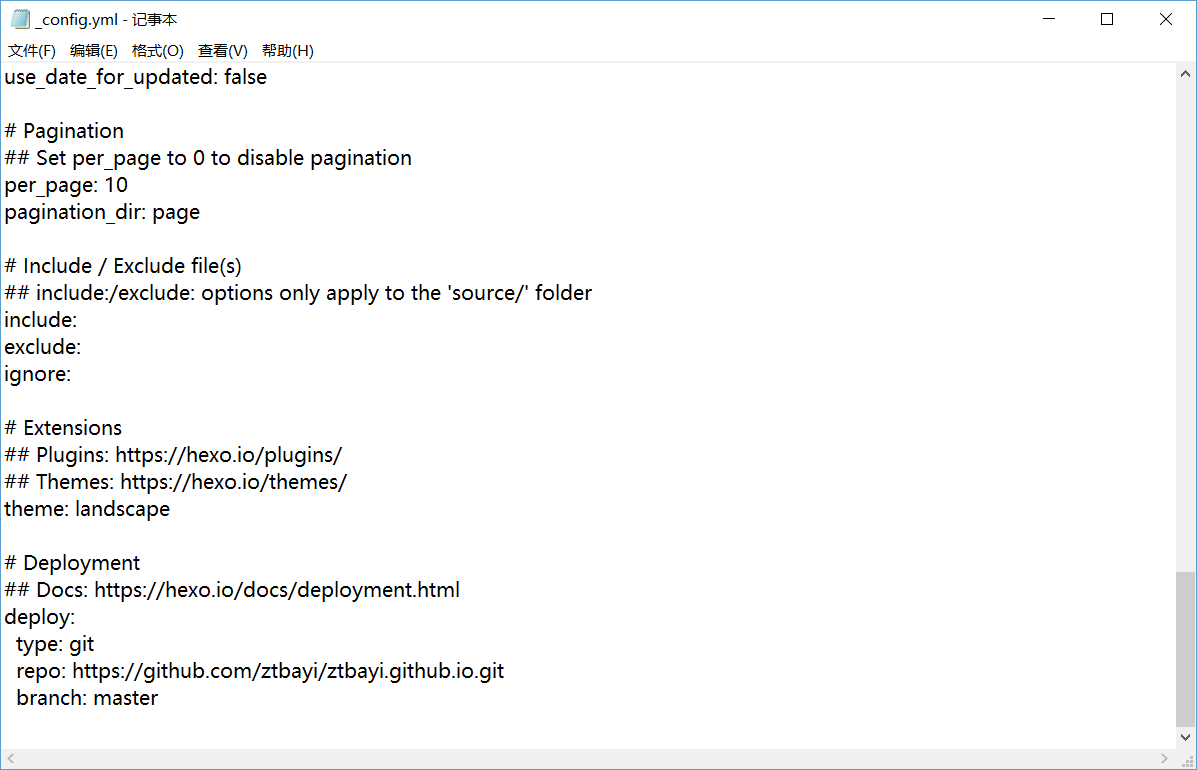 _config.yml - 记事本
文件(F) 编辑(E) 格式(O) 查看(V) 帮助(H)
use_date_for_updated: false
# Pagination
## Set per_page to 0 to disable pagination
per_page: 10
pagination_dir: page
# Include / Exclude file(s)
## include:/exclude: options only apply to the 'source/' folder
include:
exclude:
ignore:
# Extensions
## Plugins: https://hexo.io/plugins/
## Themes: https://hexo.io/themes/
theme: landscape
# Deployment
## Docs: https://hexo.io/docs/deployment.html
deploy:
  type: git
  repo: https://github.com/ztbayi/ztbayi.github.io.git
  branch: master